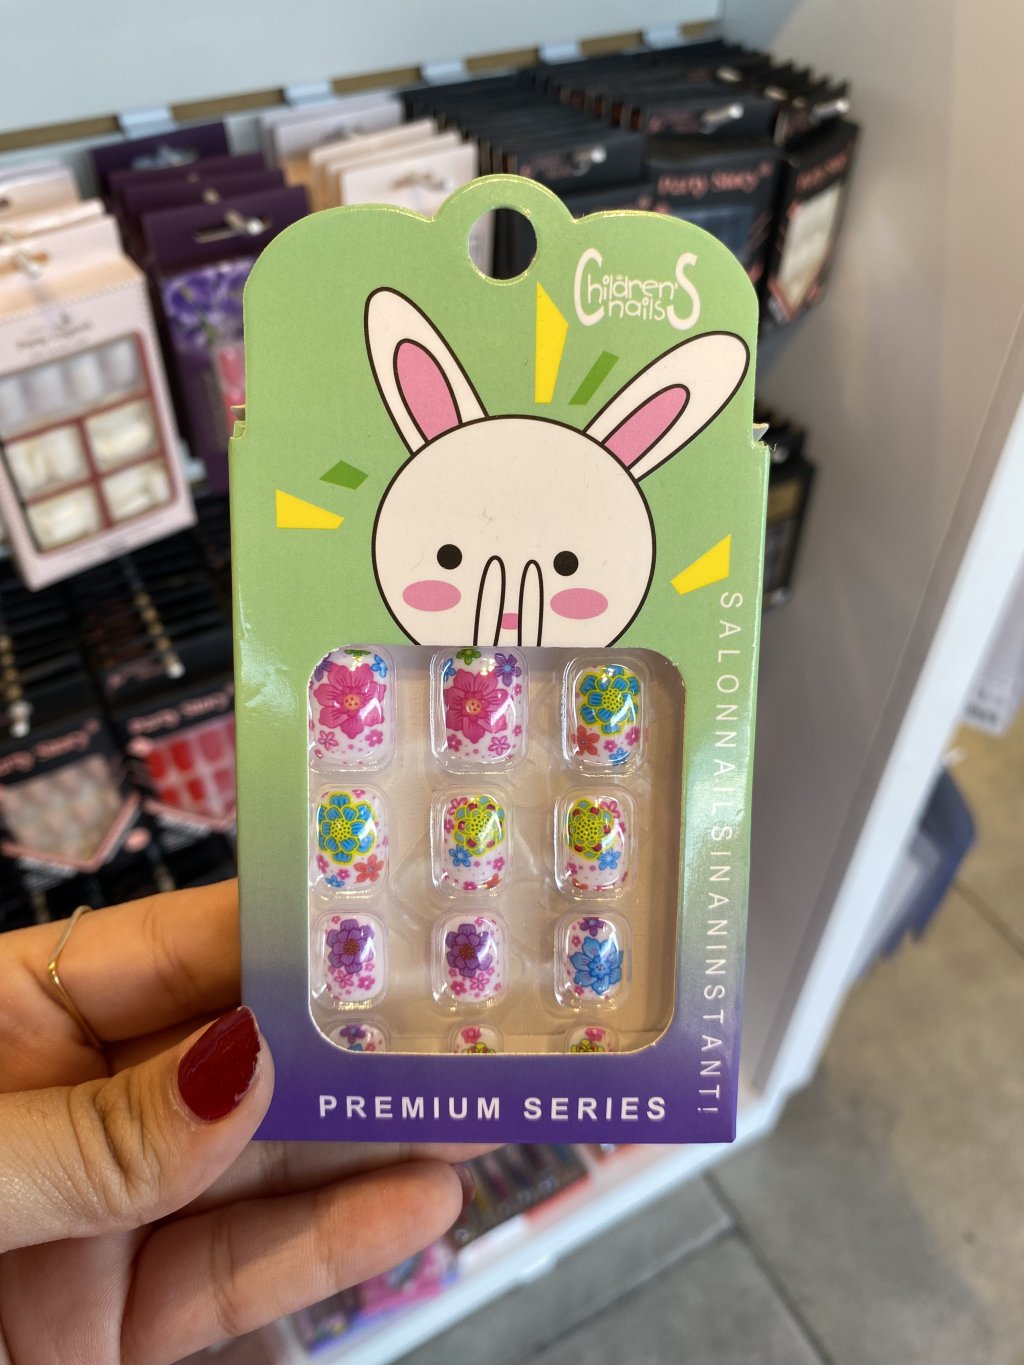 Children's
nails
SALONNAILSINANINSTANT!
PREMIUM SERIES